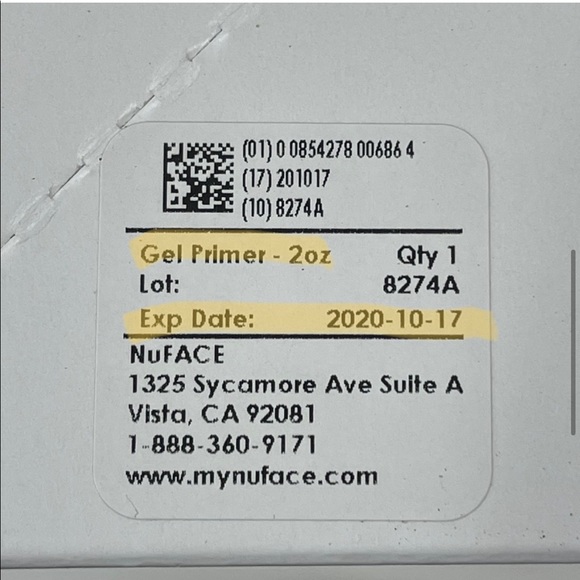 (01) 0 0854278 00686 4
(17) 201017
(10) 8274A
Gel Primer - 2oz Qty 1
Lot: 8274A
Exp Date: 2020-10-17
NuFACE
1325 Sycamore Ave Suite A
Vista, CA 92081
1-888-360-9171
www.mynuface.com